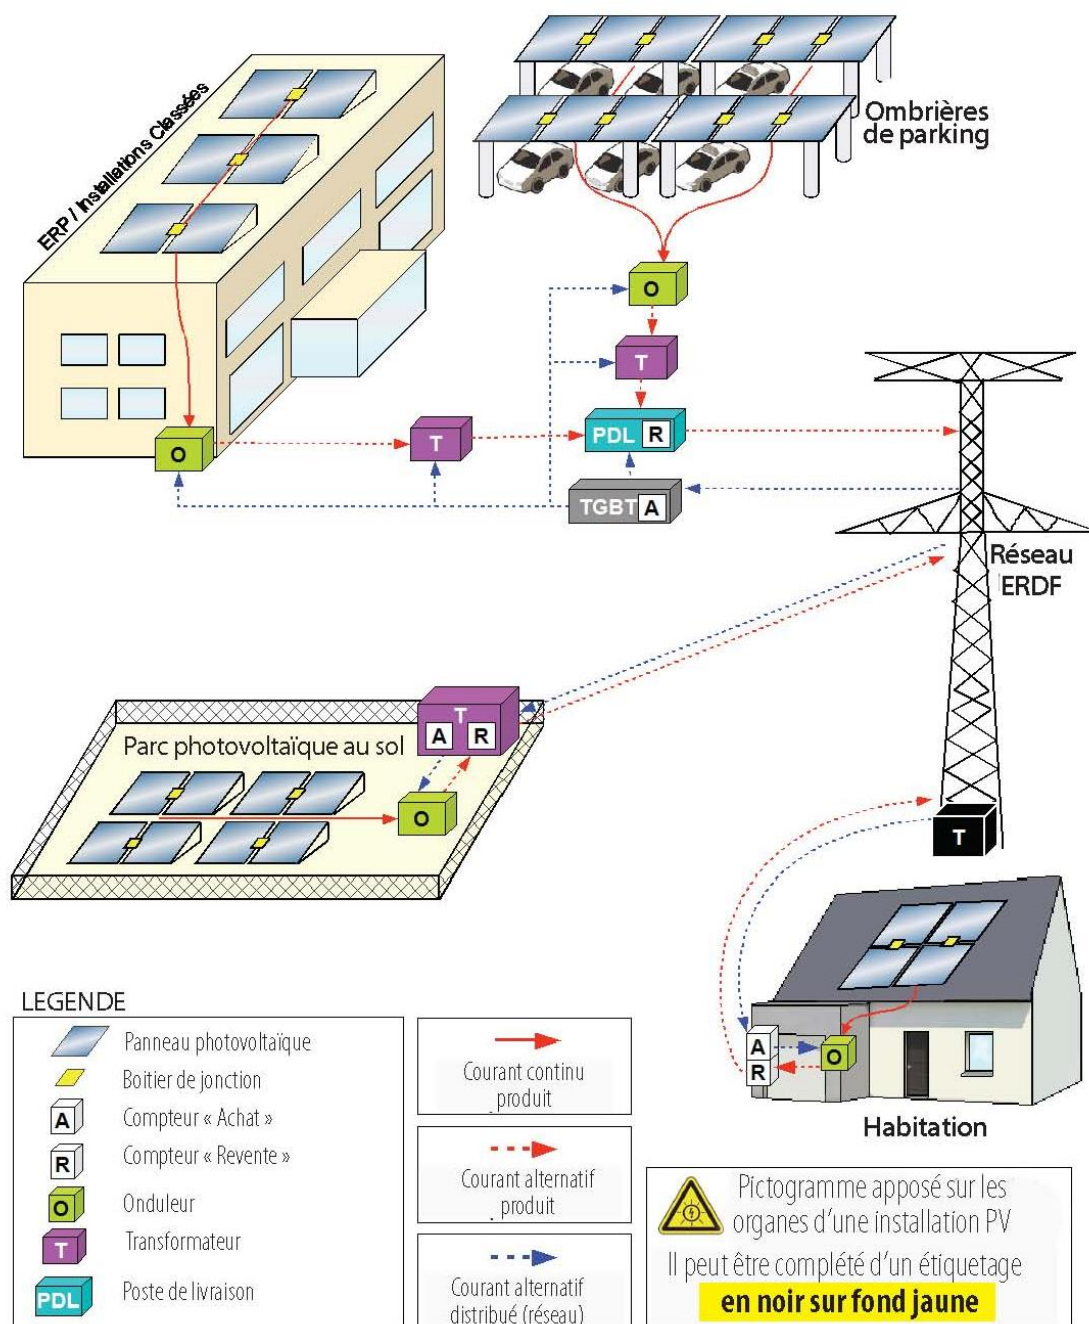 ERP / Installations Classées
Ombrières
de parking
O
T
PDL R
O
T
TGBT A
Réseau
ERDF
T
A R
Parc photovoltaïque au sol
O
T
A
R
O
Habitation
LEGENDE
Panneau photovoltaïque
Boitier de jonction
A Compteur « Achat »
R Compteur « Revente »
O Onduleur
T Transformateur
PDL Poste de livraison
Courant continu
produit
Courant alternatif
produit
Courant alternatif
distribué (réseau)
Pictogramme apposé sur les
organes d'une installation PV
Il peut être complété d'un étiquetage
en noir sur fond jaune